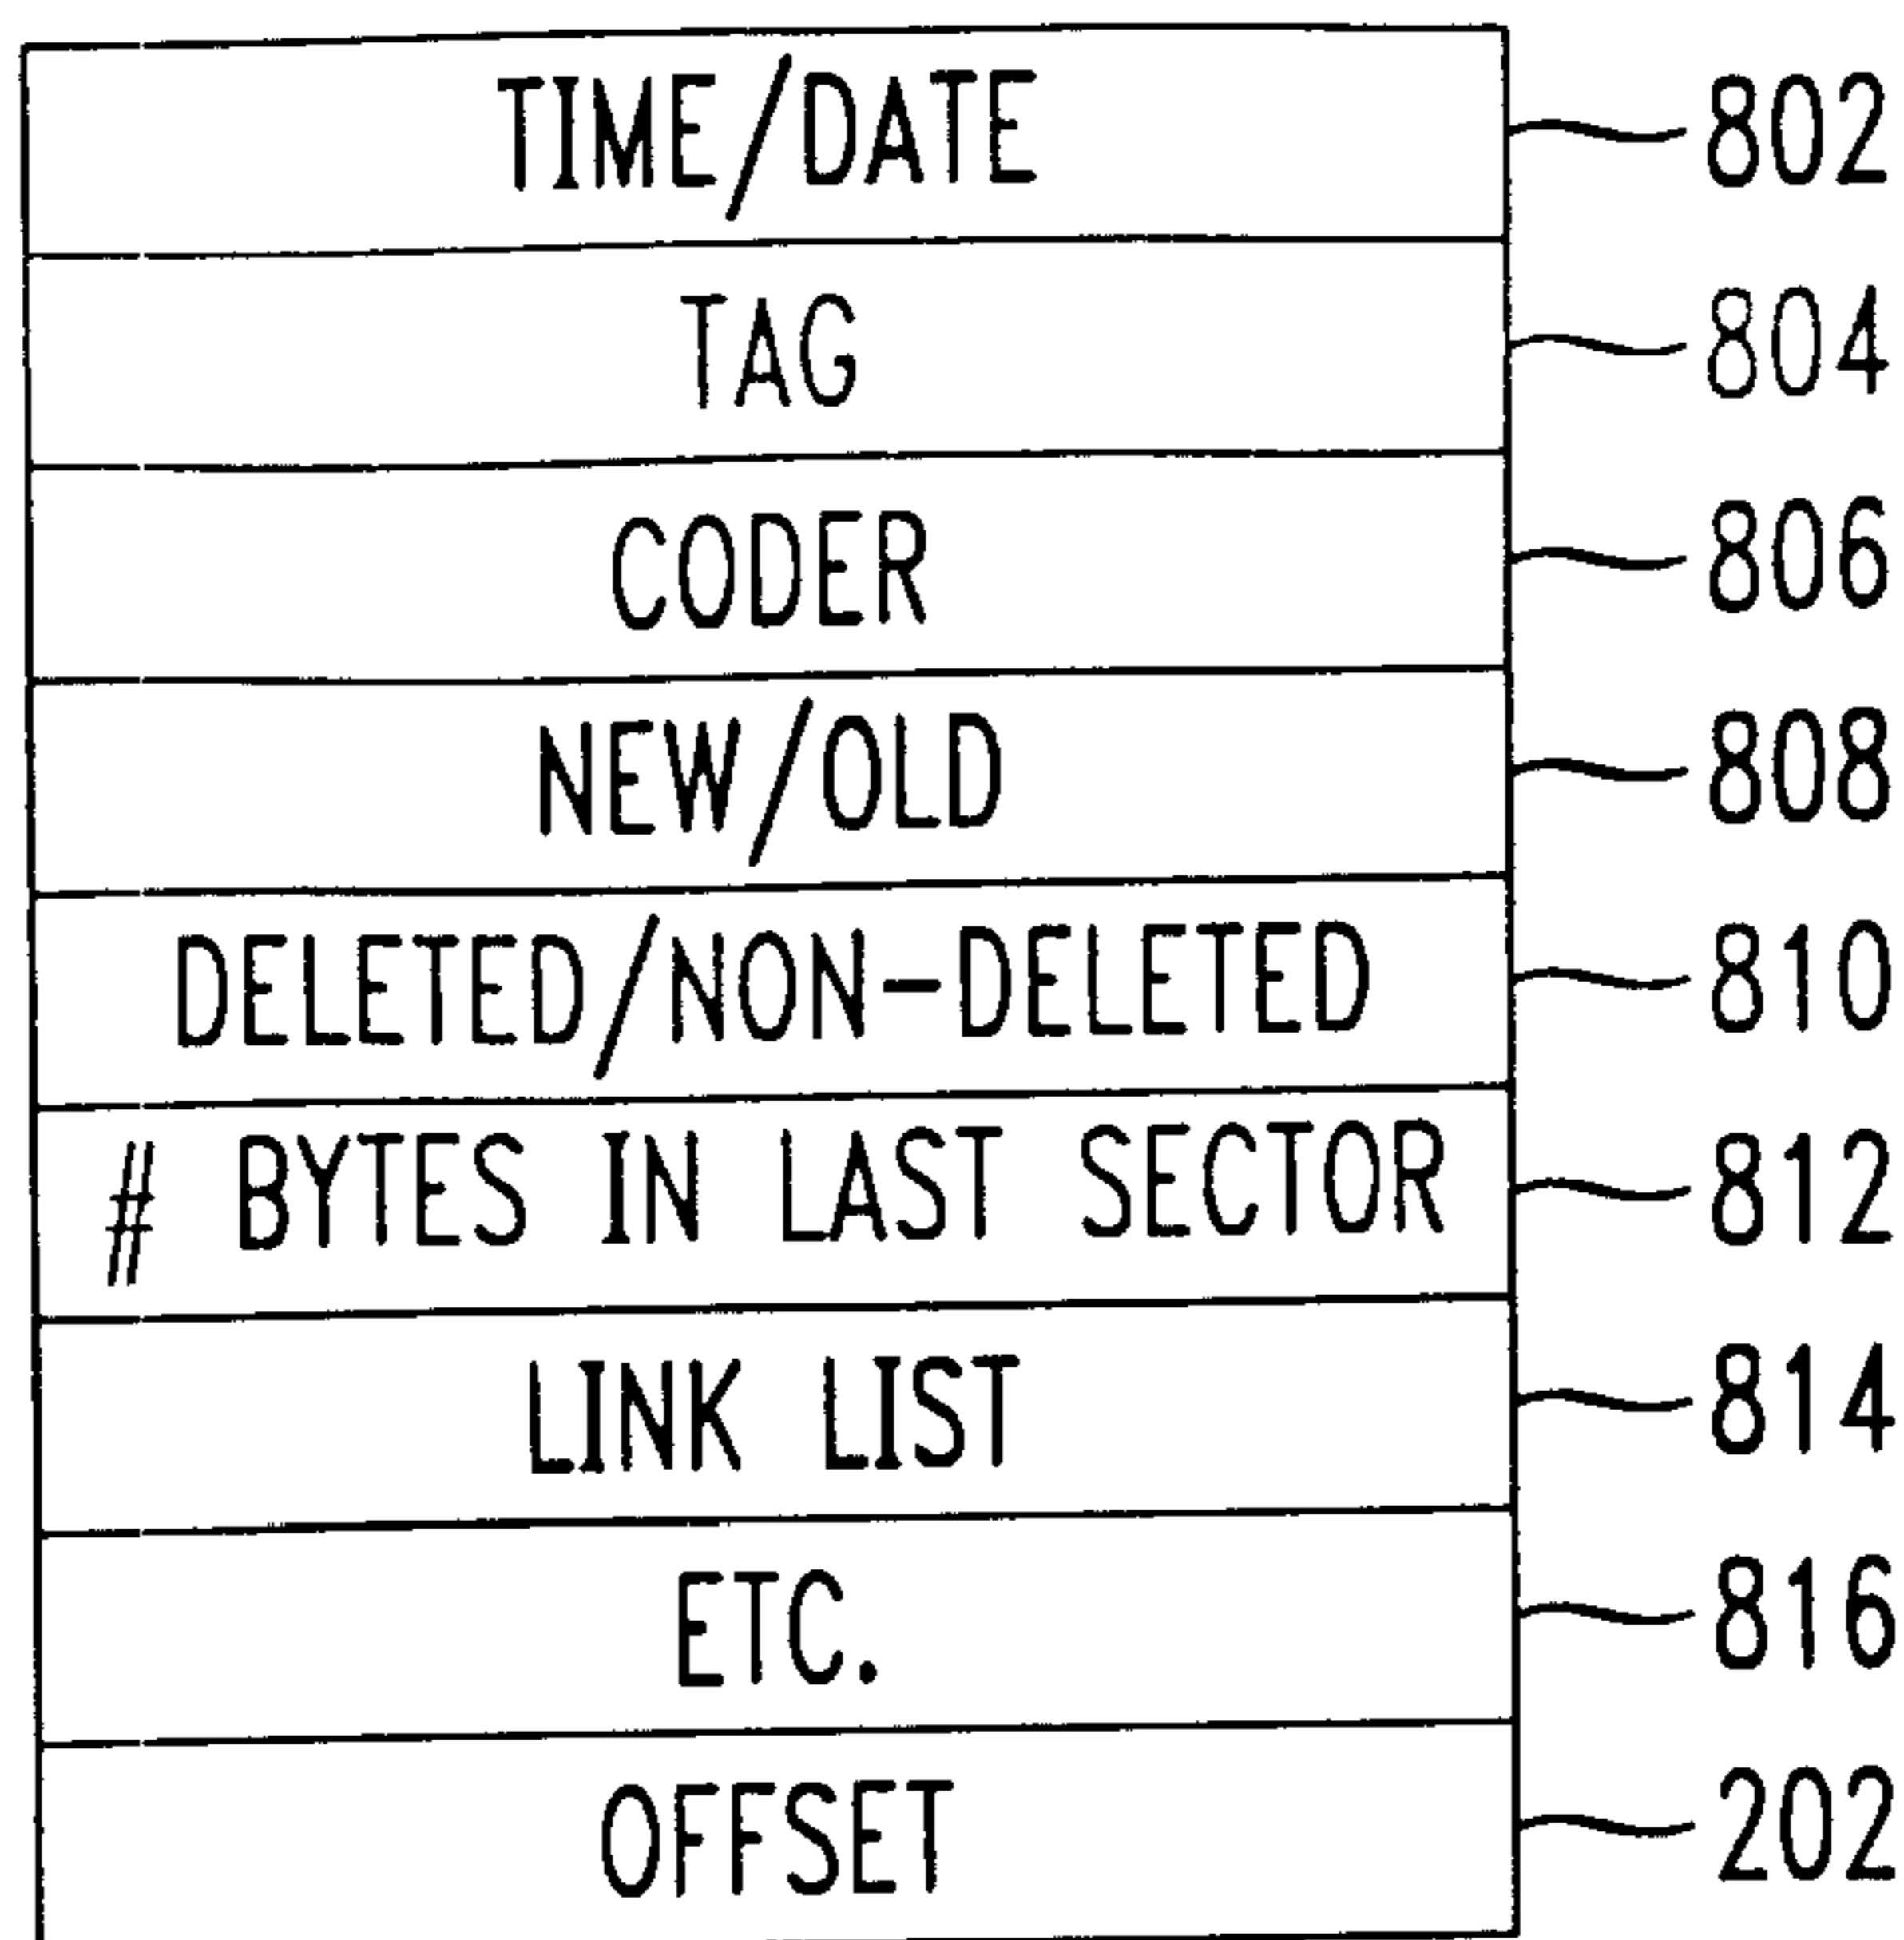 TIME/DATE 802
TAG 804
CODER 806
NEW/OLD 808
DELETED/NON-DELETED 810
# BYTES IN LAST SECTOR 812
LINK LIST 814
ETC. 816
OFFSET 202